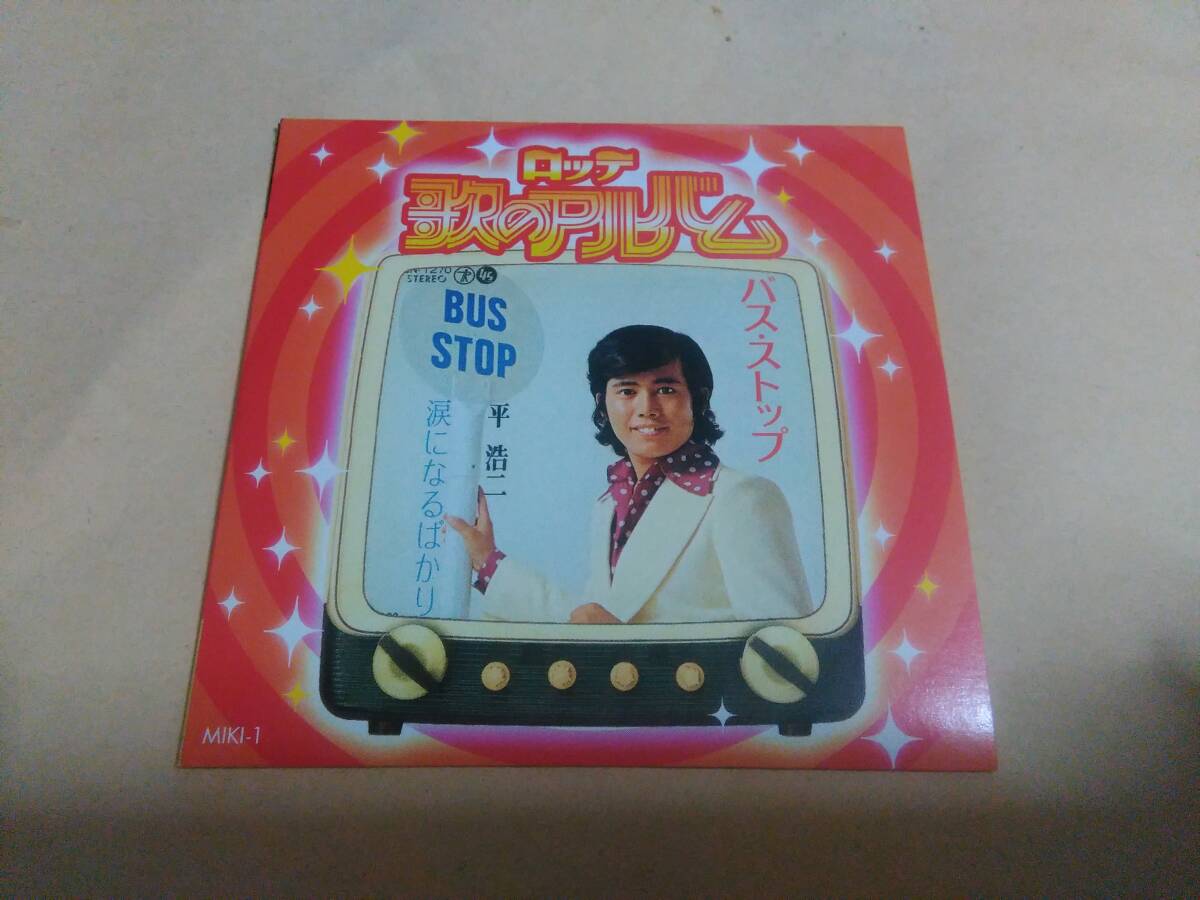 ロッテ
歌のアルバム
STEREO
45
BUS
STOP
バス・ストップ
平 浩二
涙になるばかり
MIKI-1